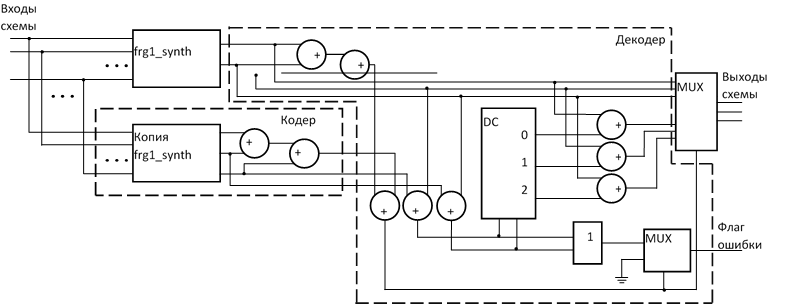 Входы
схемы
frg1_synth
• • •
• • •
Копия
frg1_synth
• • •
Кодер
+
+
+
+
Декодер
+
+
+
DC
0
1
2
+
+
+
MUX
Выходы
схемы
1
MUX
Флаг
ошибки